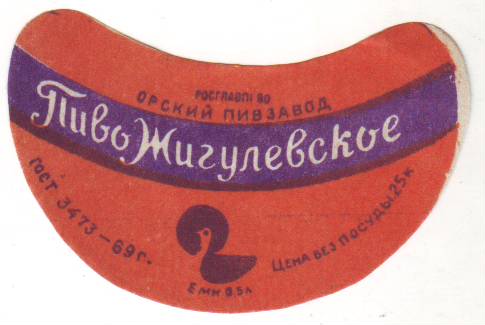 РОСГЛАВПИВО
ОРСКИЙ ПИВЗАВОД
Пиво Жигулевское
ГОСТ 3473-69г.
Емк 0,5л
ЦЕНА БЕЗ ПОСУДЫ 25к